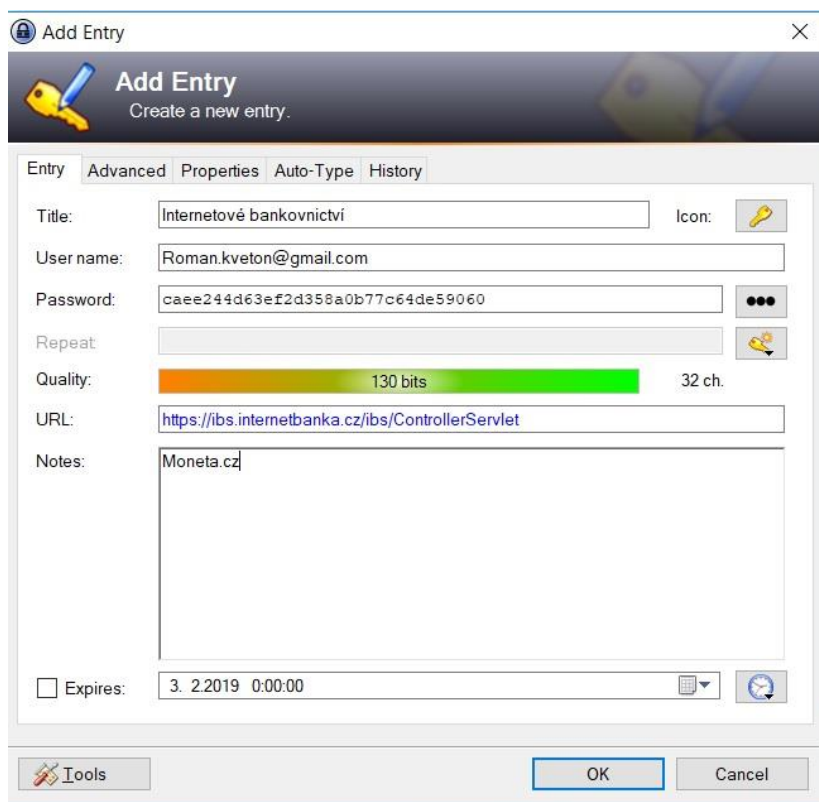 Add Entry
Add Entry
Create a new entry.
Entry Advanced Properties Auto-Type History
Title: Internetové bankovnictví Icon:
User name: Roman.kveton@gmail.com
Password: caee244d63ef2d358a0b77c64de59060
Repeat
Quality: 130 bits 32 ch.
URL: https://ibs.internetbanka.cz/ibs/ControllerServlet
Notes: Moneta.cz
Expires: 3. 2.2019 0:00:00
Tools OK Cancel